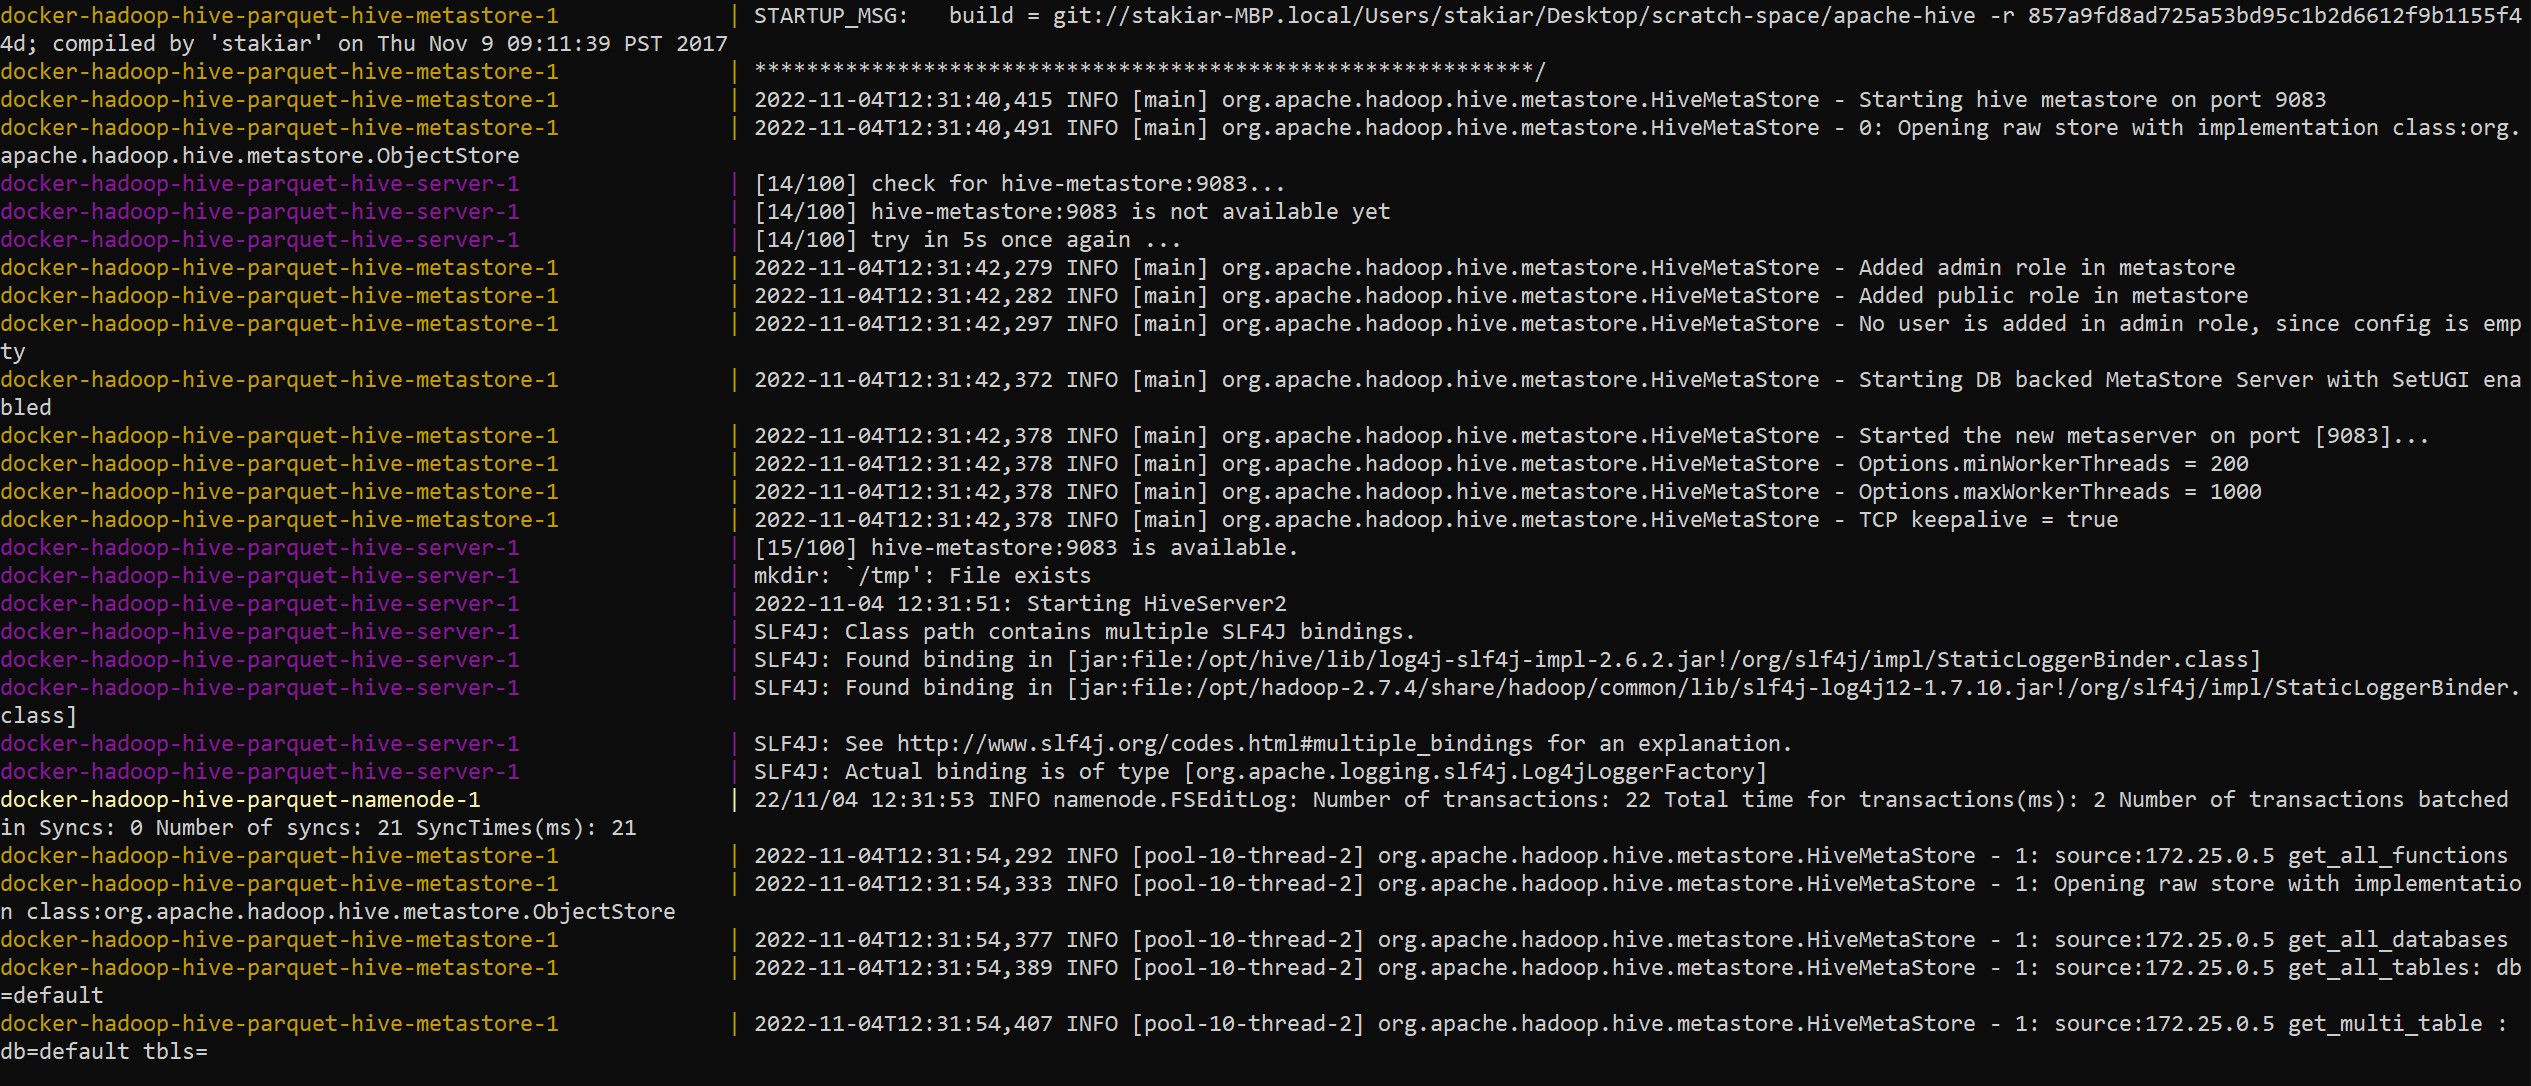 docker-hadoop-hive-parquet-hive-metastore-1 | STARTUP_MSG: build = git://stakiar-MBP.local/Users/stakiar/Desktop/scratch-space/apache-hive -r 857a9fd8ad725a53bd95c1b2d6612f9b1155f4
4d; compiled by 'stakiar' on Thu Nov 9 09:11:39 PST 2017
docker-hadoop-hive-parquet-hive-metastore-1 | ************************************************************/
docker-hadoop-hive-parquet-hive-metastore-1 | 2022-11-04T12:31:40,415 INFO [main] org.apache.hadoop.hive.metastore.HiveMetaStore - Starting hive metastore on port 9083
docker-hadoop-hive-parquet-hive-metastore-1 | 2022-11-04T12:31:40,491 INFO [main] org.apache.hadoop.hive.metastore.HiveMetaStore - 0: Opening raw store with implementation class:org.
apache.hadoop.hive.metastore.ObjectStore
docker-hadoop-hive-parquet-hive-server-1 | [14/100] check for hive-metastore:9083...
docker-hadoop-hive-parquet-hive-server-1 | [14/100] hive-metastore:9083 is not available yet
docker-hadoop-hive-parquet-hive-server-1 | [14/100] try in 5s once again ...
docker-hadoop-hive-parquet-hive-metastore-1 | 2022-11-04T12:31:42,279 INFO [main] org.apache.hadoop.hive.metastore.HiveMetaStore - Added admin role in metastore
docker-hadoop-hive-parquet-hive-metastore-1 | 2022-11-04T12:31:42,282 INFO [main] org.apache.hadoop.hive.metastore.HiveMetaStore - Added public role in metastore
docker-hadoop-hive-parquet-hive-metastore-1 | 2022-11-04T12:31:42,297 INFO [main] org.apache.hadoop.hive.metastore.HiveMetaStore - No user is added in admin role, since config is emp
ty
docker-hadoop-hive-parquet-hive-metastore-1 | 2022-11-04T12:31:42,372 INFO [main] org.apache.hadoop.hive.metastore.HiveMetaStore - Starting DB backed MetaStore Server with SetUGI ena
bled
docker-hadoop-hive-parquet-hive-metastore-1 | 2022-11-04T12:31:42,378 INFO [main] org.apache.hadoop.hive.metastore.HiveMetaStore - Started the new metaserver on port [9083]...
docker-hadoop-hive-parquet-hive-metastore-1 | 2022-11-04T12:31:42,378 INFO [main] org.apache.hadoop.hive.metastore.HiveMetaStore - Options.minWorkerThreads = 200
docker-hadoop-hive-parquet-hive-metastore-1 | 2022-11-04T12:31:42,378 INFO [main] org.apache.hadoop.hive.metastore.HiveMetaStore - Options.maxWorkerThreads = 1000
docker-hadoop-hive-parquet-hive-metastore-1 | 2022-11-04T12:31:42,378 INFO [main] org.apache.hadoop.hive.metastore.HiveMetaStore - TCP keepalive = true
docker-hadoop-hive-parquet-hive-server-1 | [15/100] hive-metastore:9083 is available.
docker-hadoop-hive-parquet-hive-server-1 | mkdir: `/tmp': File exists
docker-hadoop-hive-parquet-hive-server-1 | 2022-11-04 12:31:51: Starting HiveServer2
docker-hadoop-hive-parquet-hive-server-1 | SLF4J: Class path contains multiple SLF4J bindings.
docker-hadoop-hive-parquet-hive-server-1 | SLF4J: Found binding in [jar:file:/opt/hive/lib/log4j-slf4j-impl-2.6.2.jar!/org/slf4j/impl/StaticLoggerBinder.class]
docker-hadoop-hive-parquet-hive-server-1 | SLF4J: Found binding in [jar:file:/opt/hadoop-2.7.4/share/hadoop/common/lib/slf4j-log4j12-1.7.10.jar!/org/slf4j/impl/StaticLoggerBinder.
class]
docker-hadoop-hive-parquet-hive-server-1 | SLF4J: See http://www.slf4j.org/codes.html#multiple_bindings for an explanation.
docker-hadoop-hive-parquet-hive-server-1 | SLF4J: Actual binding is of type [org.apache.logging.slf4j.Log4jLoggerFactory]
docker-hadoop-hive-parquet-namenode-1 | 22/11/04 12:31:53 INFO namenode.FSEditLog: Number of transactions: 22 Total time for transactions(ms): 2 Number of transactions batched
in Syncs: 0 Number of syncs: 21 SyncTimes(ms): 21
docker-hadoop-hive-parquet-hive-metastore-1 | 2022-11-04T12:31:54,292 INFO [pool-10-thread-2] org.apache.hadoop.hive.metastore.HiveMetaStore - 1: source:172.25.0.5 get_all_functions
docker-hadoop-hive-parquet-hive-metastore-1 | 2022-11-04T12:31:54,333 INFO [pool-10-thread-2] org.apache.hadoop.hive.metastore.HiveMetaStore - 1: Opening raw store with implementatio
n class:org.apache.hadoop.hive.metastore.ObjectStore
docker-hadoop-hive-parquet-hive-metastore-1 | 2022-11-04T12:31:54,377 INFO [pool-10-thread-2] org.apache.hadoop.hive.metastore.HiveMetaStore - 1: source:172.25.0.5 get_all_databases
docker-hadoop-hive-parquet-hive-metastore-1 | 2022-11-04T12:31:54,389 INFO [pool-10-thread-2] org.apache.hadoop.hive.metastore.HiveMetaStore - 1: source:172.25.0.5 get_all_tables: db
=default
docker-hadoop-hive-parquet-hive-metastore-1 | 2022-11-04T12:31:54,407 INFO [pool-10-thread-2] org.apache.hadoop.hive.metastore.HiveMetaStore - 1: source:172.25.0.5 get_multi_table :
db=default tbls=